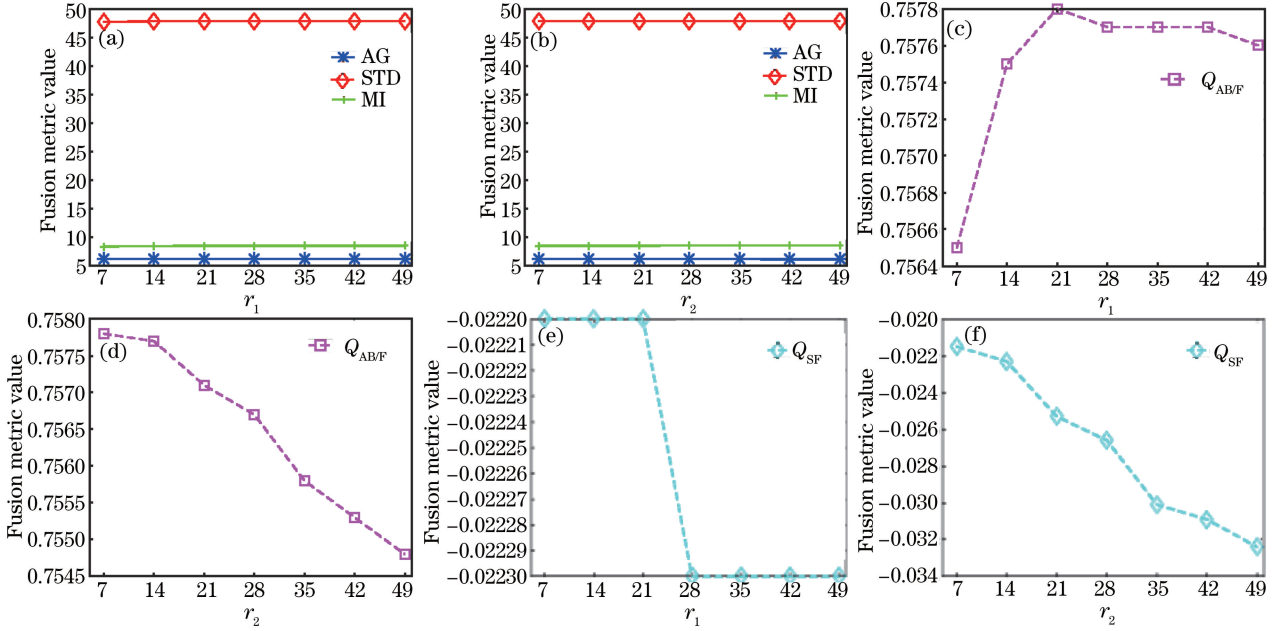 50
45
40
35
30
25
20
15
10
5
Fusion metric value
(a)
AG
STD
MI
7 14 21 28 35 42 49
r₁
50
45
40
35
30
25
20
15
10
5
Fusion metric value
(b)
AG
STD
MI
7 14 21 28 35 42 49
r₂
0.7578
0.7576
0.7574
0.7572
0.7570
0.7568
0.7566
0.7564
Fusion metric value
(c)
Q_AB/F
7 14 21 28 35 42 49
r₁
0.7580
0.7575
0.7570
0.7565
0.7560
0.7555
0.7550
0.7545
Fusion metric value
(d)
Q_AB/F
7 14 21 28 35 42 49
r₂
−0.02220
−0.02221
−0.02222
−0.02223
−0.02224
−0.02225
−0.02226
−0.02227
−0.02228
−0.02229
−0.02230
Fusion metric value
(e)
Q_SF
7 14 21 28 35 42 49
r₁
−0.020
−0.022
−0.024
−0.026
−0.028
−0.030
−0.032
−0.034
Fusion metric value
(f)
Q_SF
7 14 21 28 35 42 49
r₂